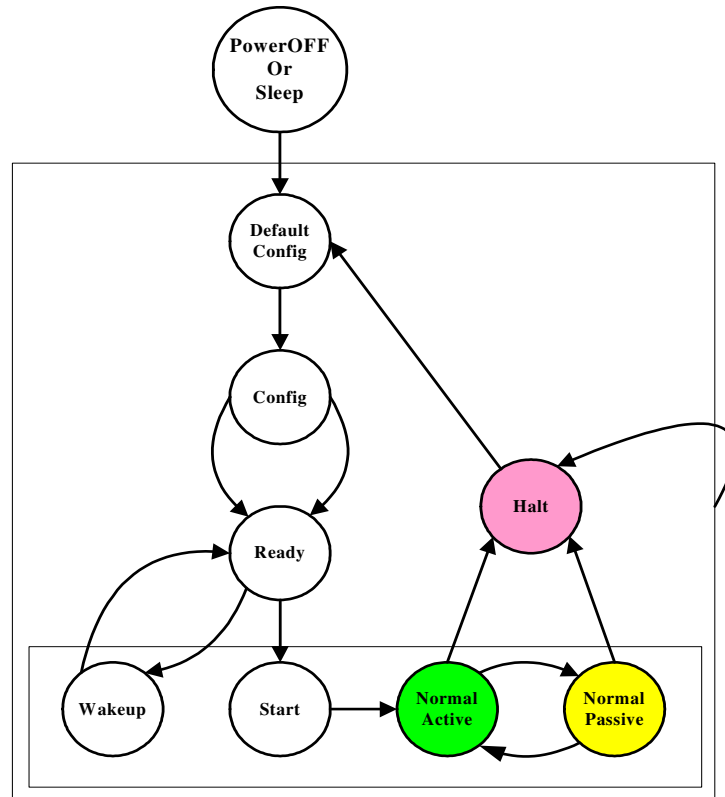 PowerOFF
Or
Sleep
Default
Config
Config
Halt
Ready
Wakeup
Start
Normal
Active
Normal
Passive